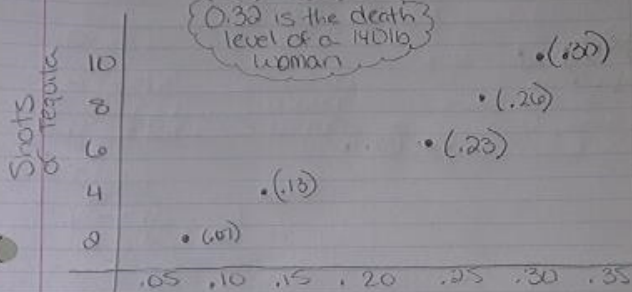 0.32 is the death
level of a 140lb
woman
Shots
of tequila
10
8
6
4
2
(.30)
(.26)
(.23)
(.13)
(.07)
.05 .10 .15 .20 .25 .30 .35